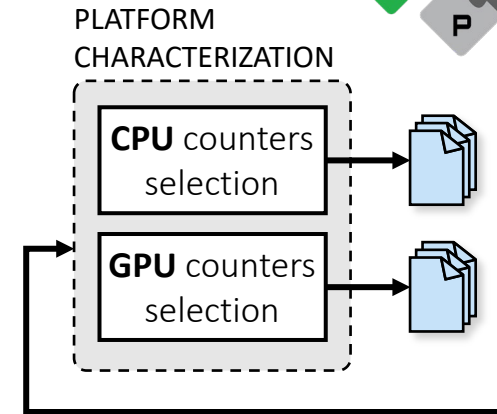 PLATFORM
P
CHARACTERIZATION
CPU counters
selection
GPU counters
selection